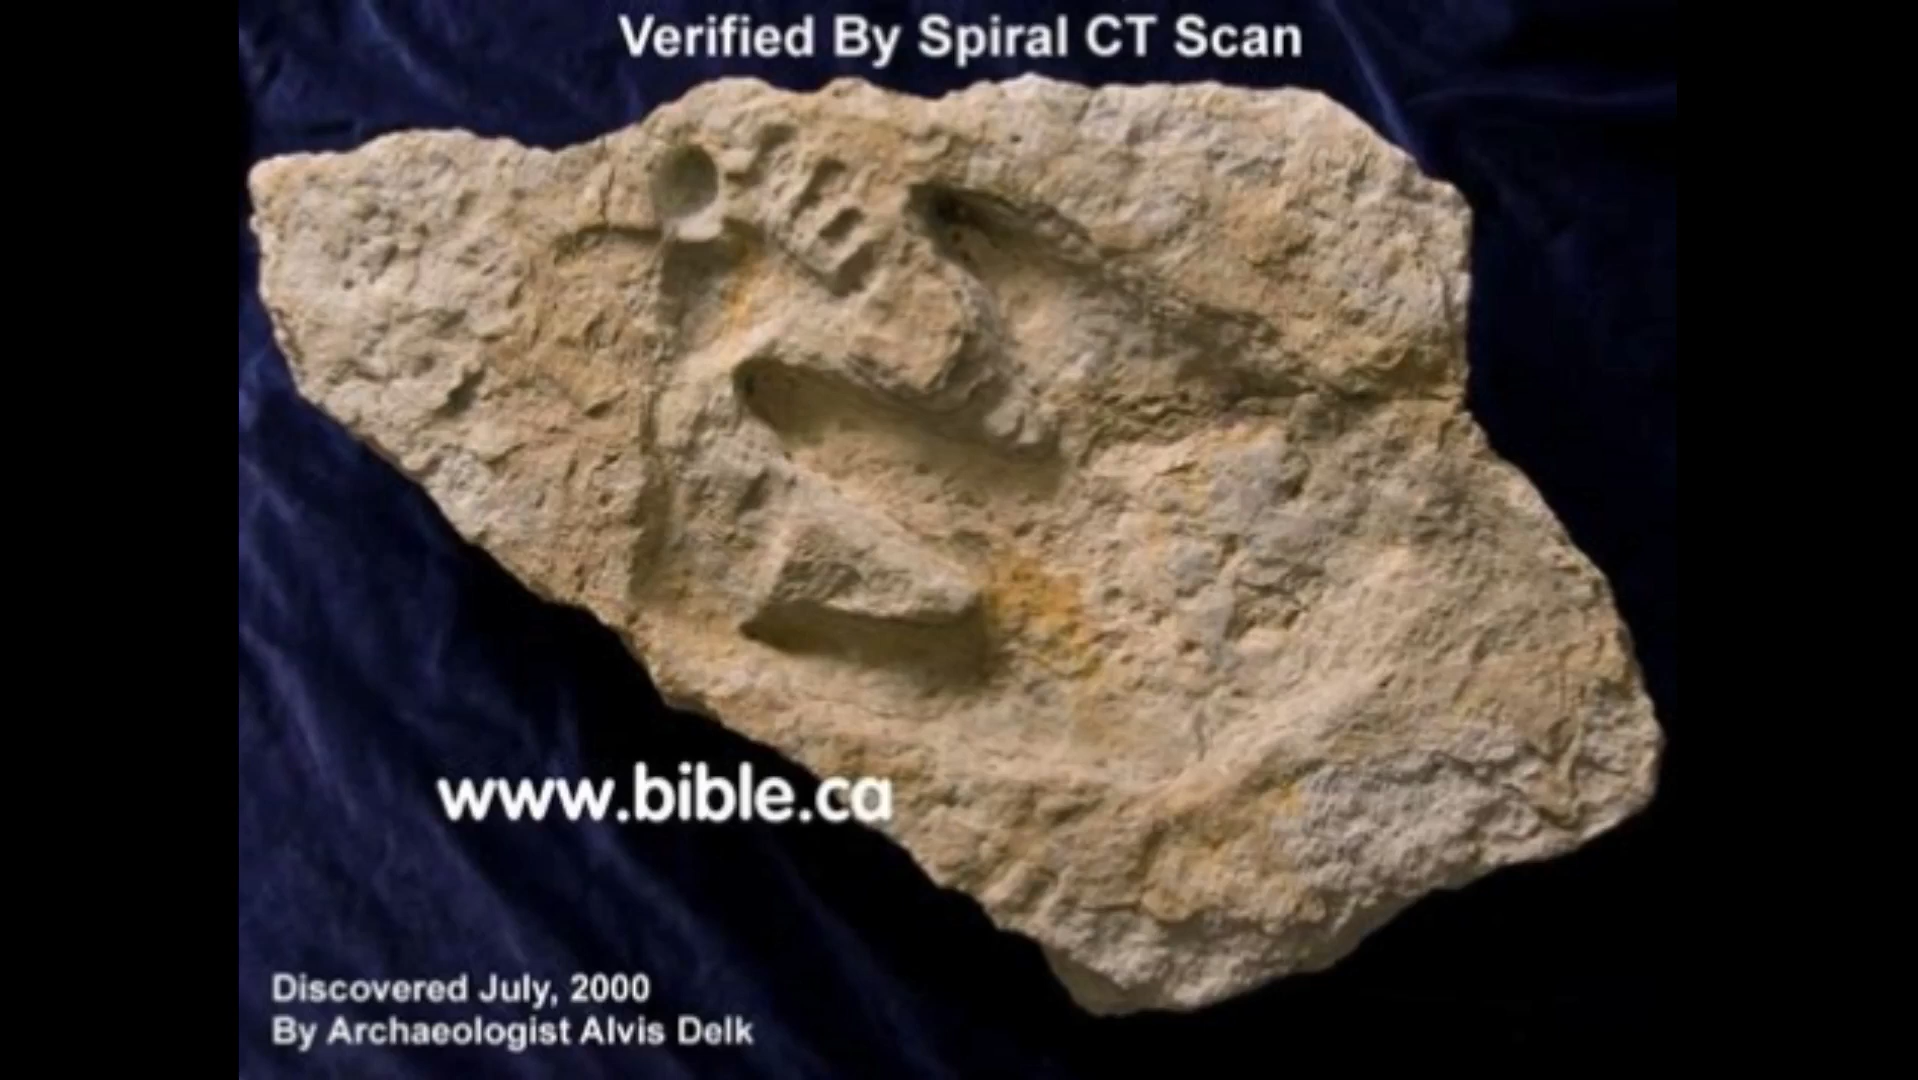 Verified By Spiral CT Scan
www.bible.ca
Discovered July, 2000
By Archaeologist Alvis Delk